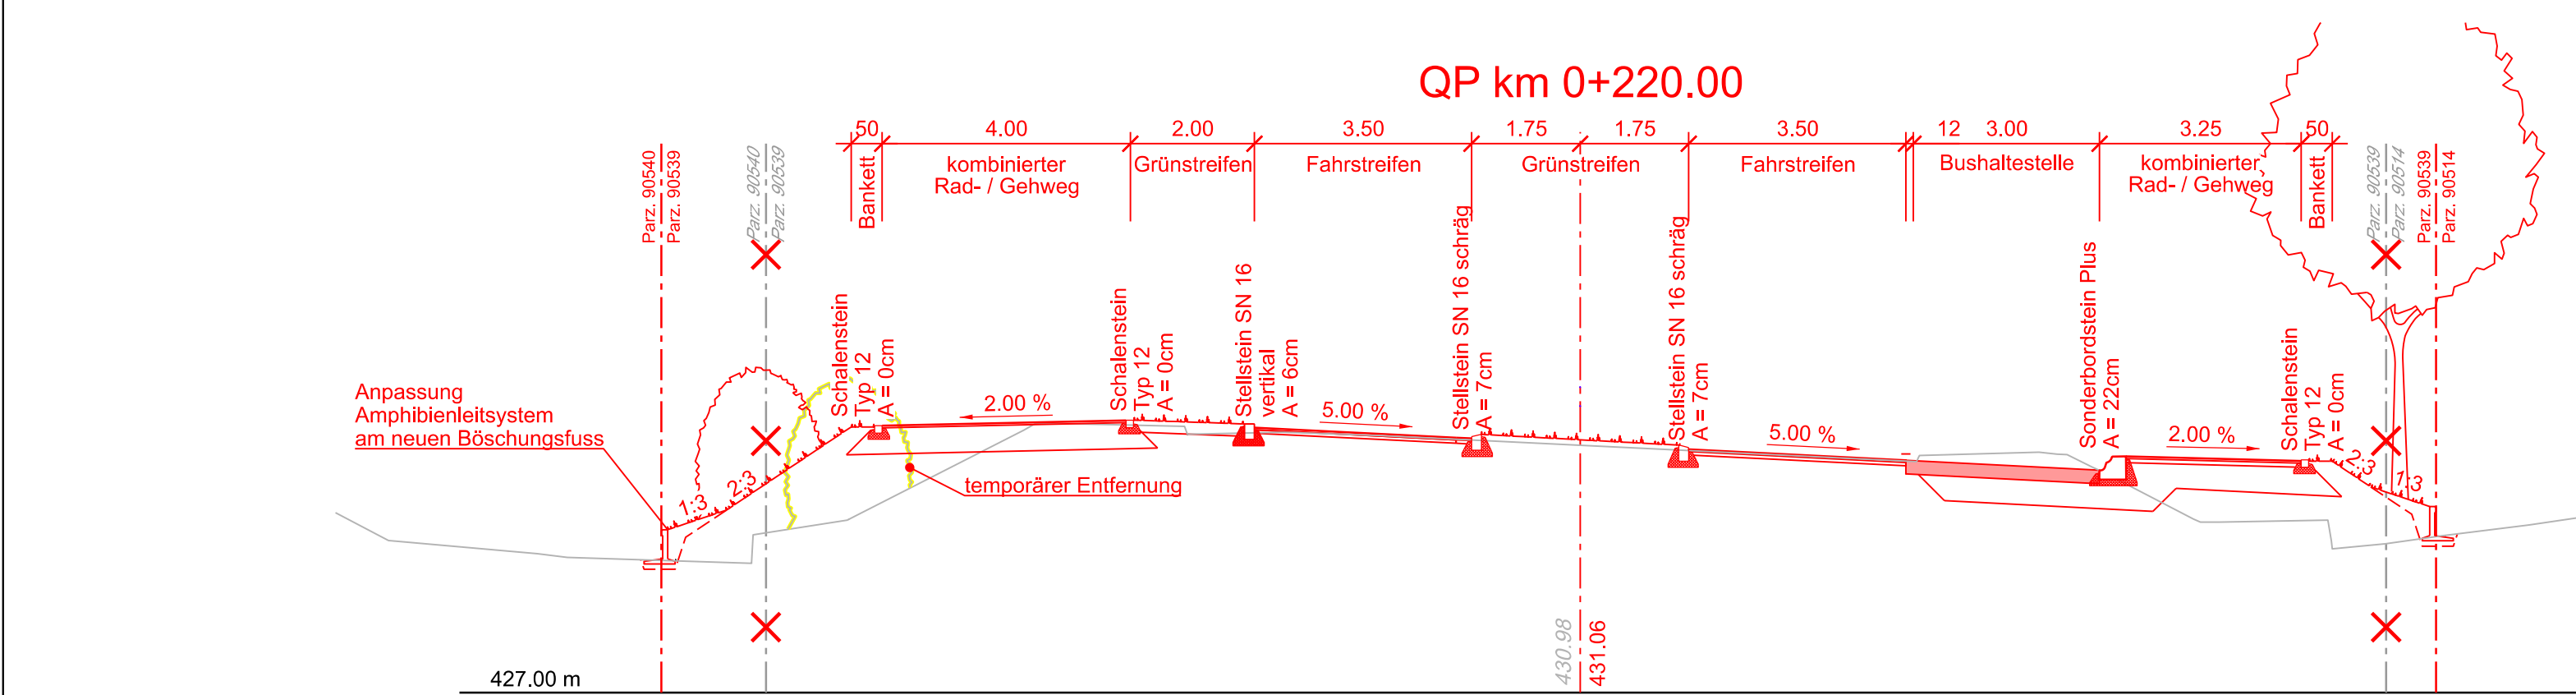 QP km 0+220.00
50
4.00
2.00
3.50
1.75
1.75
3.50
12
3.00
3.25
50
Bankett
kombinierter
Rad- / Gehweg
Grünstreifen
Fahrstreifen
Grünstreifen
Fahrstreifen
Bushaltestelle
kombinierter
Rad- / Gehweg
Bankett
Parz. 90540
Parz. 90539
Parz. 90540
Parz. 90539
Parz. 90539
Parz. 90514
Parz. 90539
Parz. 90514
Schalenstein
Typ 12
A = 0cm
Schalenstein
Typ 12
A = 0cm
Stellstein SN 16
vertikal
A = 6cm
Stellstein SN 16 schräg
A = 7cm
Stellstein SN 16 schräg
A = 7cm
Sonderbordstein Plus
A = 22cm
Schalenstein
Typ 12
A = 0cm
Anpassung
Amphibienleitsystem
am neuen Böschungsfuss
2.00 %
5.00 %
5.00 %
2.00 %
1:3
2:3
2:3
1:3
temporärer Entfernung
430.98
431.06
427.00 m